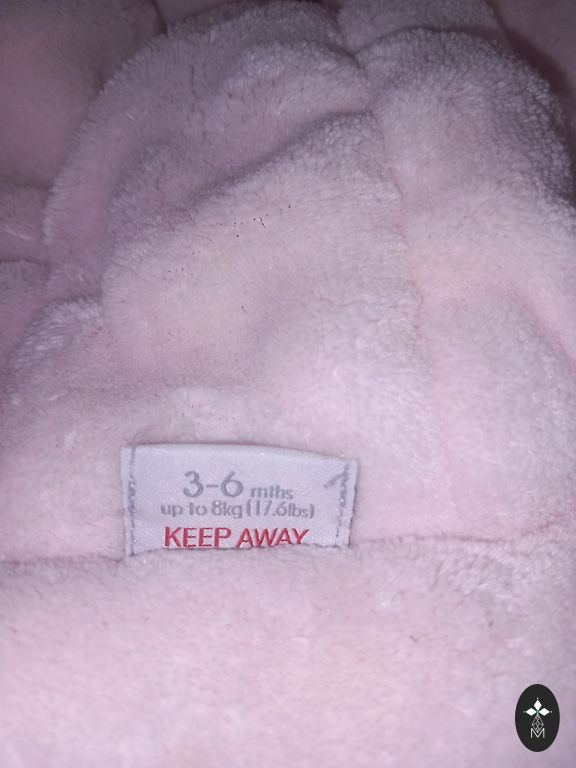 3-6 mths
up to 8kg (17.6lbs)
KEEP AWAY
M